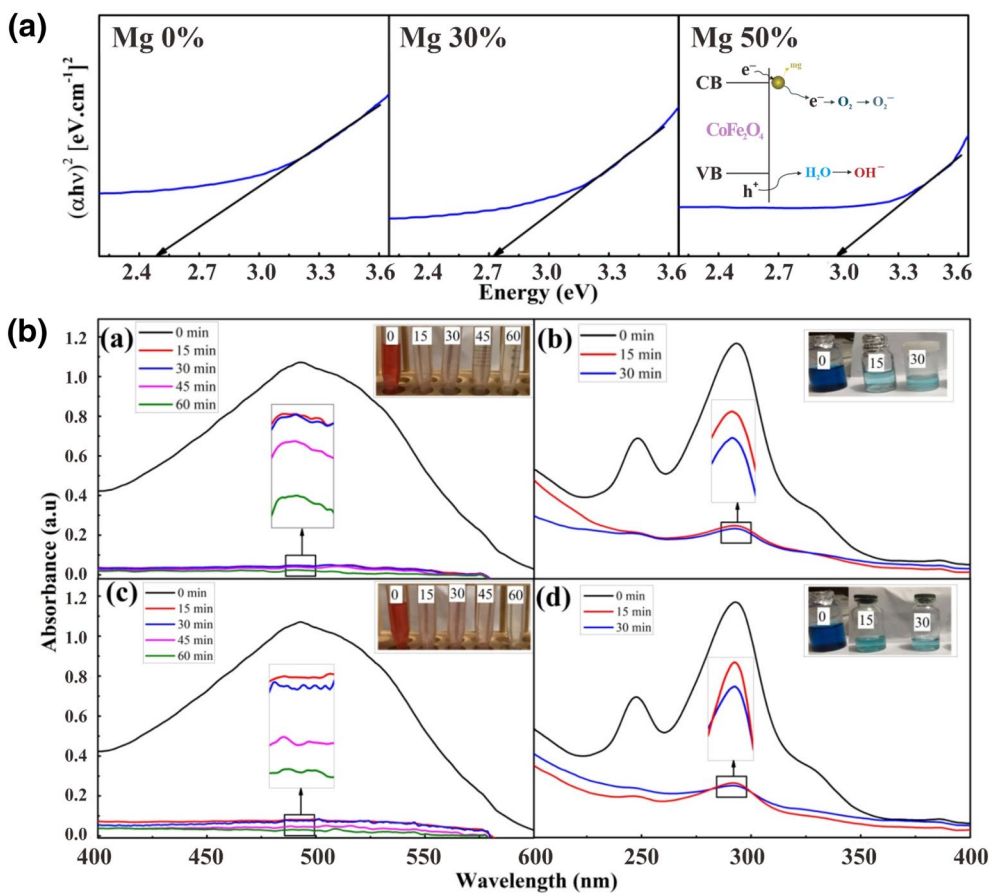 (a)
Mg 0%
Mg 30%
Mg 50%
(αhν)² [eV.cm⁻¹]²
mg
e⁻
CB
e⁻ → O₂ → O₂⁻
CoFe₂O₄
VB
H₂O → OH⁻
h⁺
2.4 2.7 3.0 3.3 3.6 2.4 2.7 3.0 3.3 3.6 2.4 2.7 3.0 3.3 3.6
Energy (eV)
(b)
Absorbance (a.u)
(a)
0 min
15 min
30 min
45 min
60 min
0 15 30 45 60
1.2
1.0
0.8
0.6
0.4
0.2
0.0
(b)
0 min
15 min
30 min
0 15 30
(c)
0 min
15 min
30 min
45 min
60 min
0 15 30 45 60
1.2
1.0
0.8
0.6
0.4
0.2
0.0
(d)
0 min
15 min
30 min
0 15 30
400 450 500 550 600 250 300 350 400
Wavelength (nm)